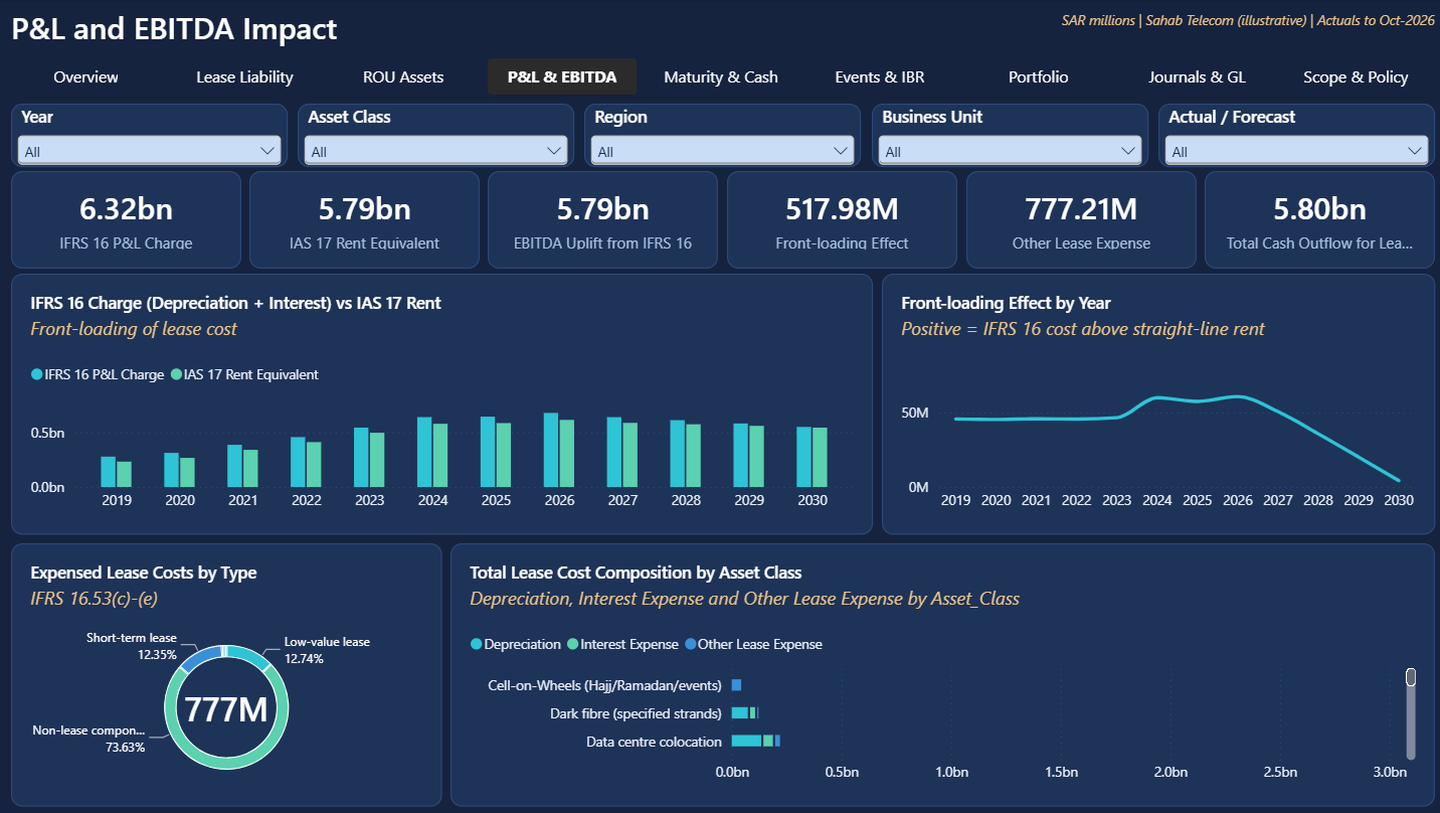 P&L and EBITDA Impact
SAR millions | Sahab Telecom (illustrative) | Actuals to Oct-2026
Overview
Lease Liability
ROU Assets
P&L & EBITDA
Maturity & Cash
Events & IBR
Portfolio
Journals & GL
Scope & Policy
Year
All
Asset Class
All
Region
All
Business Unit
All
Actual / Forecast
All
6.32bn
IFRS 16 P&L Charge
5.79bn
IAS 17 Rent Equivalent
5.79bn
EBITDA Uplift from IFRS 16
517.98M
Front-loading Effect
777.21M
Other Lease Expense
5.80bn
Total Cash Outflow for Lea...
IFRS 16 Charge (Depreciation + Interest) vs IAS 17 Rent
Front-loading of lease cost
IFRS 16 P&L Charge
IAS 17 Rent Equivalent
0.5bn
0.0bn
2019 2020 2021 2022 2023 2024 2025 2026 2027 2028 2029 2030
Front-loading Effect by Year
Positive = IFRS 16 cost above straight-line rent
50M
0M
2019 2020 2021 2022 2023 2024 2025 2026 2027 2028 2029 2030
Expensed Lease Costs by Type
IFRS 16.53(c)-(e)
Short-term lease
12.35%
Low-value lease
12.74%
777M
Non-lease compon...
73.63%
Total Lease Cost Composition by Asset Class
Depreciation, Interest Expense and Other Lease Expense by Asset_Class
Depreciation
Interest Expense
Other Lease Expense
Cell-on-Wheels (Hajj/Ramadan/events)
Dark fibre (specified strands)
Data centre colocation
0.0bn 0.5bn 1.0bn 1.5bn 2.0bn 2.5bn 3.0bn